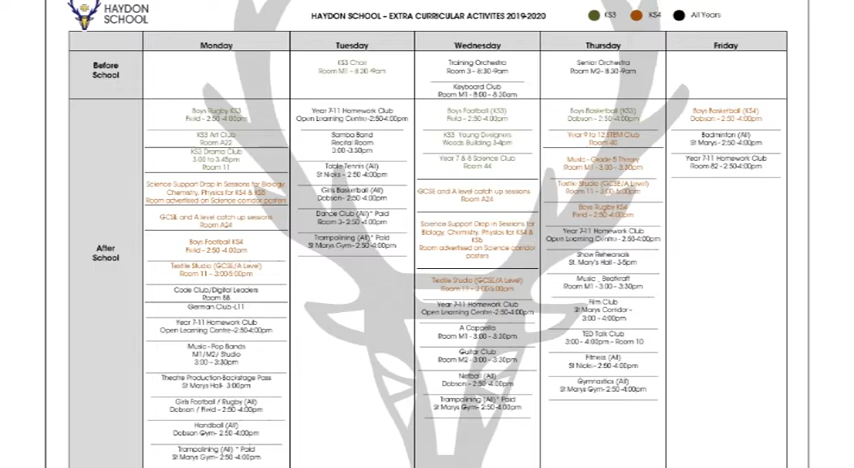 HAYDON
SCHOOL
HAYDON SCHOOL – EXTRA CURRICULAR ACTIVITES 2019-2020
KS3
KS4
All Years
Monday
Tuesday
Wednesday
Thursday
Friday
Before
School
KS3 Choir
Room M1 - 8:30 -9am
Training Orchestra
Room 3 – 8:30 -9am
Keyboard Club
Room M1 - 8:00 – 8:30am
Senior Orchestra
Room M2- 8.30 -9am
After
School
Boys Rugby KS3
Field - 2:50 -4:00pm
KS3 Art Club
Room A22
KS3 Drama Club
3:00 to 3:45pm
Room 11
Science Support Drop in Sessions for Biology,
Chemistry, Physics for KS4 & KS5
Room advertised on Science corridor posters
GCSE and A level catch up sessions
Room A24
Boys Football KS4
Field – 2:50 -4:00pm
Textile Studio (GCSE/A Level)
Room 11 – 3:00-5:00pm
Code Club/Digital Leaders
Room 88
German Club-L11
Year 7-11 Homework Club
Open Learning Centre -2:50-4:00pm
Music - Pop Bands
M1/M2/ Studio
3:00 – 3:30pm
Theatre Production-Backstage Pass
St Marys Hall- 3:00pm
Girls Football / Rugby (All)
Dobson / Field – 2:50 -4:00pm
Handball (All)
Dobson Gym- 2:50 -4:00pm
Trampolining (All) * Paid
St Marys Gym- 2:50 -4:00pm
Year 7-11 Homework Club
Open Learning Centre-2:50-4:00pm
Samba Band
Recital Room
3:00 -3:30pm
Table Tennis (All)
St Nicks – 2:50 -4:00pm
Girls Basketball (All)
Dobson- 2:50 -4:00pm
Dance Club (All)* Paid
Room 3- 2:50 -4:00pm
Trampolining (All) * Paid
St Marys Gym- 2:50 -4:00pm
Boys Football (KS3)
Dobson - 2:50 -4:00pm
KS3 Young Designers
Woods Building 3-4pm
Year 7 & 8 Science Club
Room 44
GCSE and A level catch up sessions
Room A24
Science Support Drop in Sessions for
Biology, Chemistry, Physics for KS4 &
KS5
Room advertised on Science corridor
posters
Textile Studio (GCSE/A Level)
Room 11 – 3:00-5:00pm
Year 7-11 Homework Club
Open Learning Centre-2:50-4:00pm
A Cappella
Room M1 - 3:00 – 3:30pm
Guitar Club
Room M2 - 3:00 – 3:30pm
Netball (All)
Dobson - 2:50 -4:00pm
Trampolining (All)* Paid
St Marys Gym- 2:50-4:00pm
Boys Basketball (KS3)
Dobson – 2:50 -4:00pm
Year 9 to 12 STEM Club
Room 40
Music - Grade 5 Theory
Room M1 - 3:00 – 3:30pm
Textile Studio (GCSE/A Level)
Room 11 – 3:00-5:00pm
Boys Rugby KS4
Field – 2:50-4:00pm
Year 7-11 Homework Club
Open Learning Centre -2:50-4:00pm
Show Rehearsals
St. Mary's Hall - 3-5pm
Music _ Beatkraft
Room M1 - 3:00 – 3:30pm
Film Club
St Marys Corridor -
3:00 – 4:00pm
TED Talk Club
3:00 – 4:00pm – Room 10
Fitness (All)
St Nicks – 2:50 -4:00pm
Gymnastics (All)
St Marys Gym- 2:50 -4:00pm
Boys Basketball (KS4)
Dobson – 2:50 -4:00pm
Badminton (All)
St Marys - 2:50-4:00pm
Year 7-11 Homework Club
Room 82 - 2:50-4:00pm